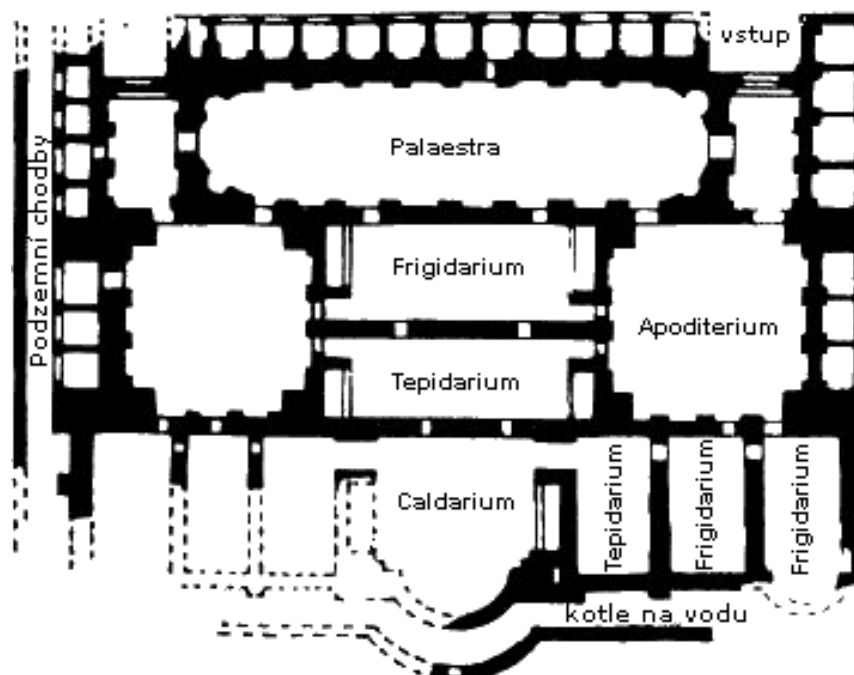 vstup
Palaestra
Podzemní chodby
Frigidarium
Apoditerium
Tepidarium
Caldarium
Tepidarium
Frigidarium
Frigidarium
kotle na vodu